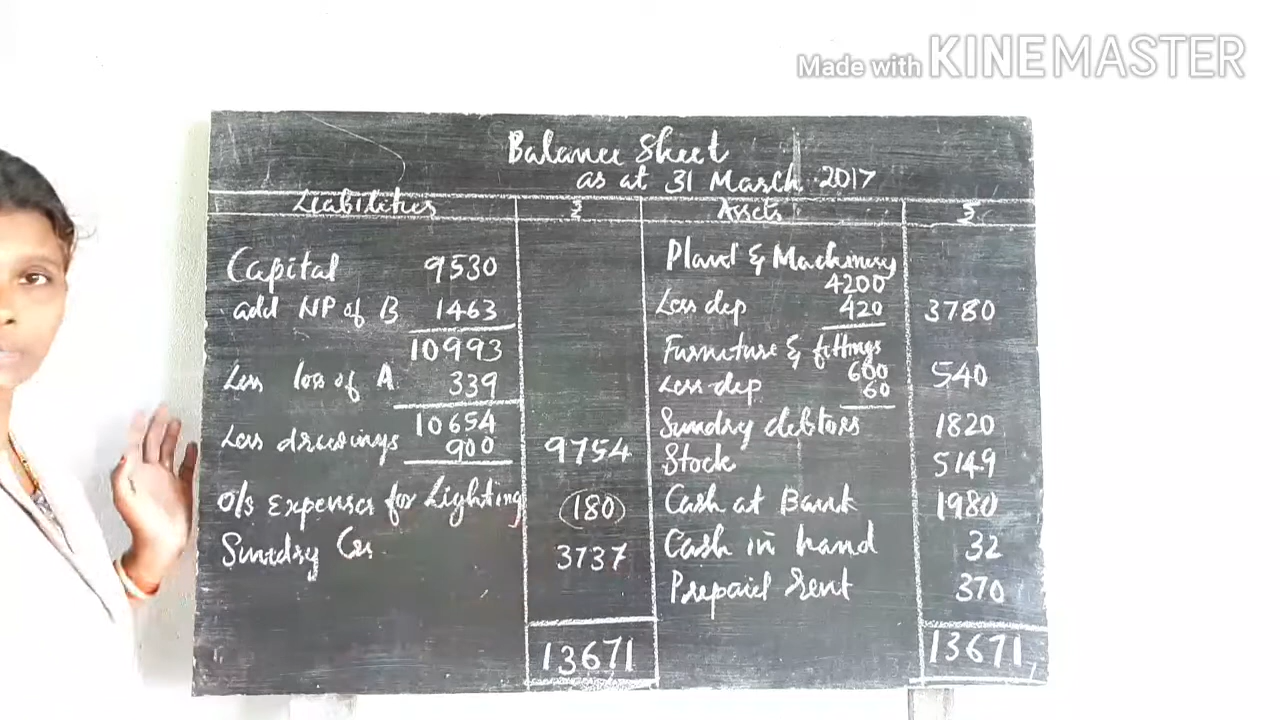 Made with KINEMASTER
Balance Sheet
as at 31 March 2017
Liabilities ₹ Assets ₹
Capital 9530
add NP of B 1463
10993
Less loss of A 339
10654
Less drawings 900 9754
o/s Expenses for Lighting (180)
Sundry Crs 3737
13671
Plant & Machinery
4200
Less dep 420 3780
Furniture & fittings
600
Less dep 60 540
Sundry debtors 1820
Stock 5149
Cash at Bank 1980
Cash in hand 32
Prepaid rent 370
13671